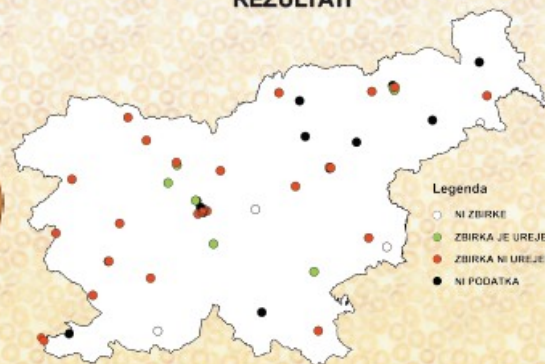 REZULTATI
Legenda
NI ZBIRKE
ZBIRKA JE UREJE
ZBIRKA NI UREJE
NI PODATKA